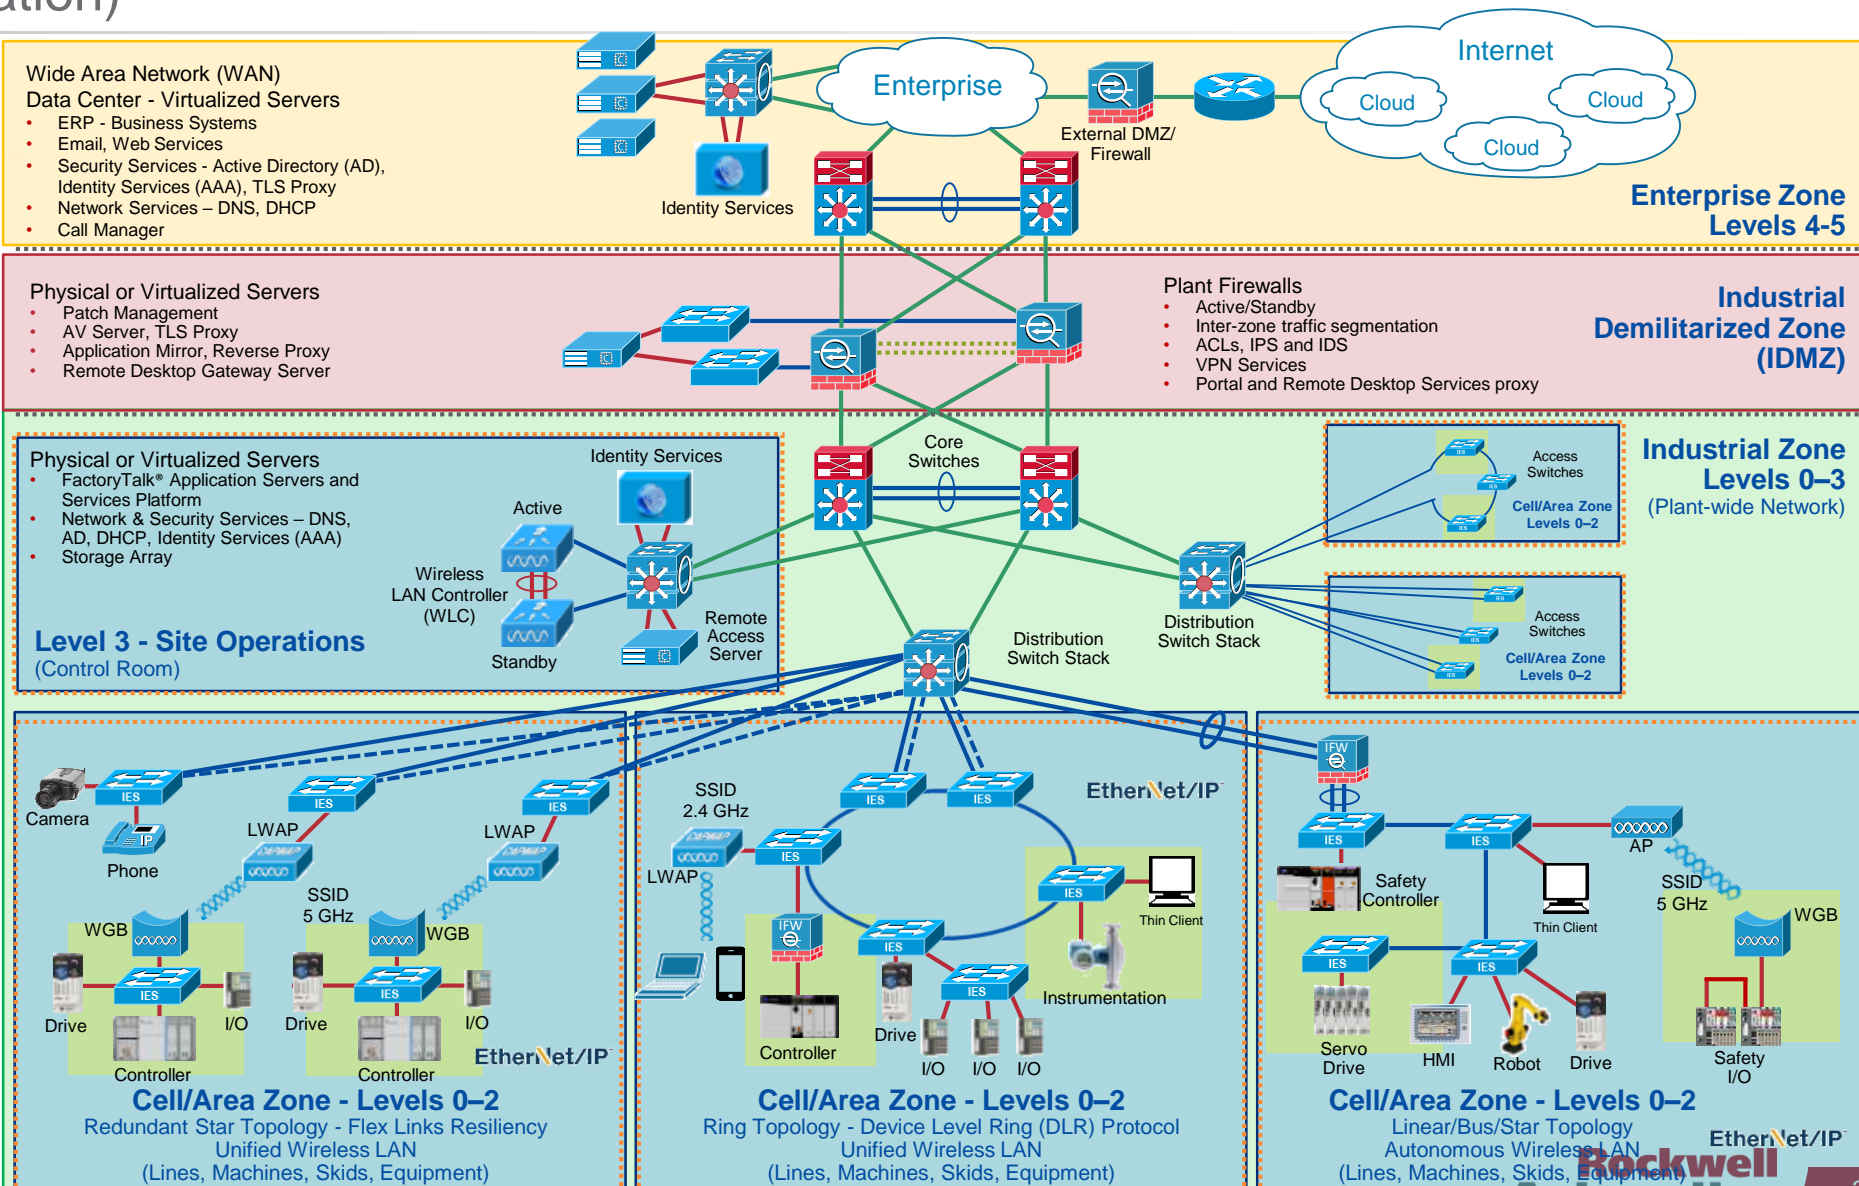 ation)
Wide Area Network (WAN)
Data Center - Virtualized Servers
• ERP - Business Systems
• Email, Web Services
• Security Services - Active Directory (AD),
Identity Services (AAA), TLS Proxy
• Network Services – DNS, DHCP
• Call Manager
Identity Services
Enterprise
External DMZ/
Firewall
Internet
Cloud
Cloud
Cloud
Enterprise Zone
Levels 4-5
Physical or Virtualized Servers
• Patch Management
• AV Server, TLS Proxy
• Application Mirror, Reverse Proxy
• Remote Desktop Gateway Server
Plant Firewalls
• Active/Standby
• Inter-zone traffic segmentation
• ACLs, IPS and IDS
• VPN Services
• Portal and Remote Desktop Services proxy
Industrial
Demilitarized Zone
(IDMZ)
Physical or Virtualized Servers
• FactoryTalk® Application Servers and
Services Platform
• Network & Security Services – DNS,
AD, DHCP, Identity Services (AAA)
• Storage Array
Identity Services
Active
Wireless
LAN Controller
(WLC)
Standby
Remote
Access
Server
Level 3 - Site Operations
(Control Room)
Core
Switches
Distribution
Switch Stack
Distribution
Switch Stack
IES
IES
IES
Access
Switches
Cell/Area Zone
Levels 0–2
IES
IES
IES
Access
Switches
Cell/Area Zone
Levels 0–2
Industrial Zone
Levels 0–3
(Plant-wide Network)
Camera
IES
IP
Phone
IES
LWAP
CAPWAP
IES
LWAP
CAPWAP
SSID
5 GHz
WGB
WGB
IES
IES
Drive
I/O
Drive
I/O
Controller
Controller
EtherNet/IP
Cell/Area Zone - Levels 0–2
Redundant Star Topology - Flex Links Resiliency
Unified Wireless LAN
(Lines, Machines, Skids, Equipment)
SSID
2.4 GHz
CAPWAP
LWAP
IES
IES
IES
EtherNet/IP
IES
Thin Client
IFW
IES
IES
Instrumentation
Controller
Drive
I/O
I/O
I/O
Cell/Area Zone - Levels 0–2
Ring Topology - Device Level Ring (DLR) Protocol
Unified Wireless LAN
(Lines, Machines, Skids, Equipment)
IFW
IES
IES
AP
Safety
Controller
Thin Client
SSID
5 GHz
WGB
IES
IES
Servo
Drive
HMI
Robot
Drive
Safety
I/O
Cell/Area Zone - Levels 0–2
Linear/Bus/Star Topology
Autonomous Wireless LAN
(Lines, Machines, Skids, Equipment)
EtherNet/IP
Rockwell